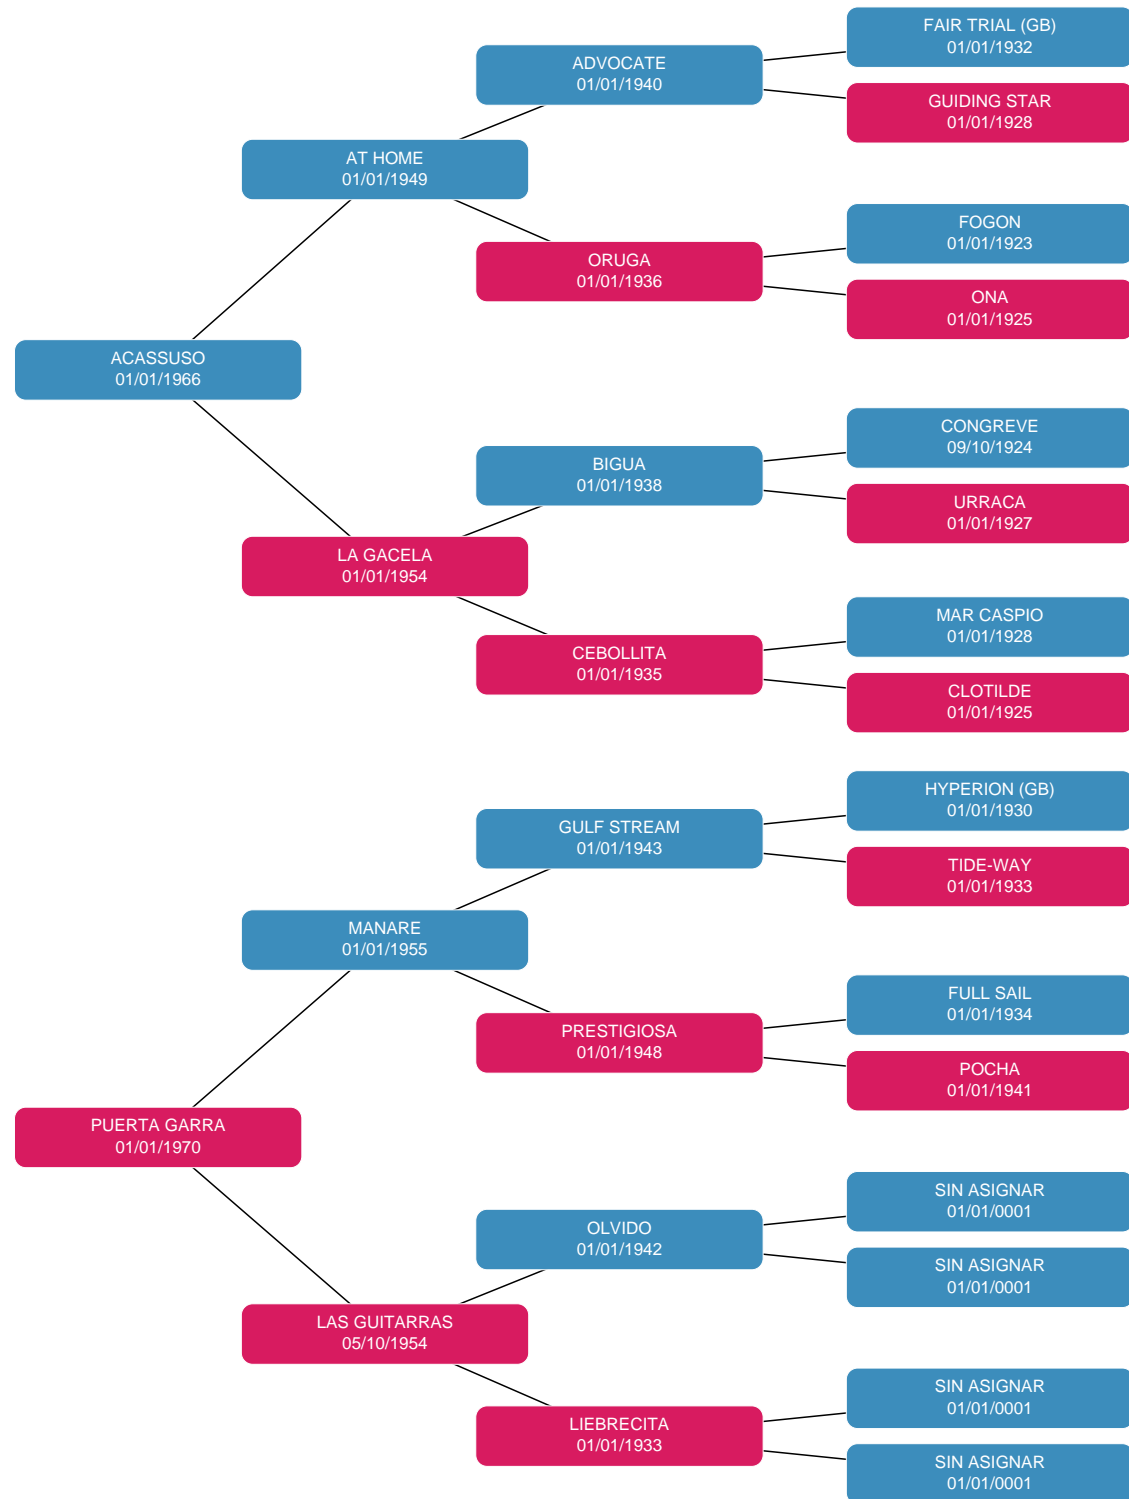 FAIR TRIAL (GB)
01/01/1932
ADVOCATE
01/01/1940
GUIDING STAR
01/01/1928
AT HOME
01/01/1949
FOGON
01/01/1923
ORUGA
01/01/1936
ONA
01/01/1925
ACASSUSO
01/01/1966
CONGREVE
09/10/1924
BIGUA
01/01/1938
URRACA
01/01/1927
LA GACELA
01/01/1954
MAR CASPIO
01/01/1928
CEBOLLITA
01/01/1935
CLOTILDE
01/01/1925
HYPERION (GB)
01/01/1930
GULF STREAM
01/01/1943
TIDE-WAY
01/01/1933
MANARE
01/01/1955
FULL SAIL
01/01/1934
PRESTIGIOSA
01/01/1948
POCHA
01/01/1941
PUERTA GARRA
01/01/1970
SIN ASIGNAR
01/01/0001
OLVIDO
01/01/1942
SIN ASIGNAR
01/01/0001
LAS GUITARRAS
05/10/1954
SIN ASIGNAR
01/01/0001
LIEBRECITA
01/01/1933
SIN ASIGNAR
01/01/0001